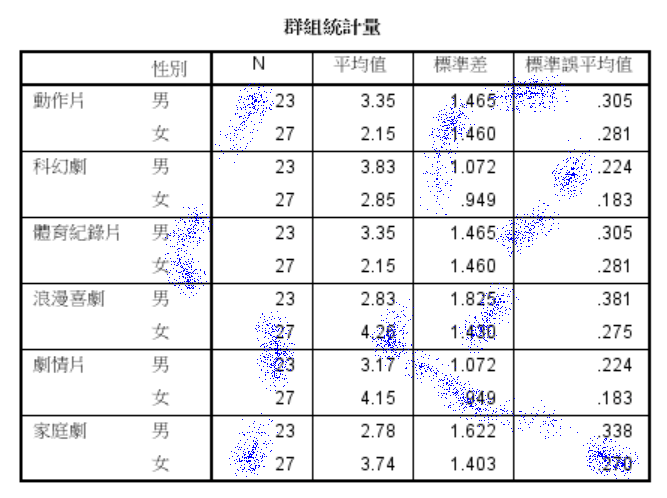 群組統計量
性別 N 平均值 標準差 標準誤平均值
動作片 男 23 3.35 1.465 .305
女 27 2.15 1.460 .281
科幻劇 男 23 3.83 1.072 .224
女 27 2.85 .949 .183
體育紀錄片 男 23 3.35 1.465 .305
女 27 2.15 1.460 .281
浪漫喜劇 男 23 2.83 1.825 .381
女 27 4.26 1.430 .275
劇情片 男 23 3.17 1.072 .224
女 27 4.15 .949 .183
家庭劇 男 23 2.78 1.622 .338
女 27 3.74 1.403 .270